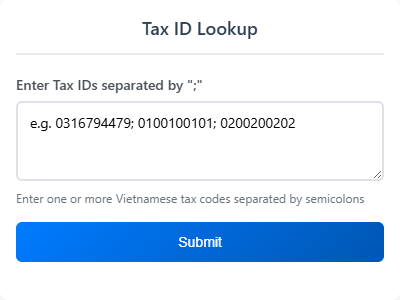 Tax ID Lookup
Enter Tax IDs separated by ";"
e.g. 0316794479; 0100100101; 0200200202
Enter one or more Vietnamese tax codes separated by semicolons
Submit